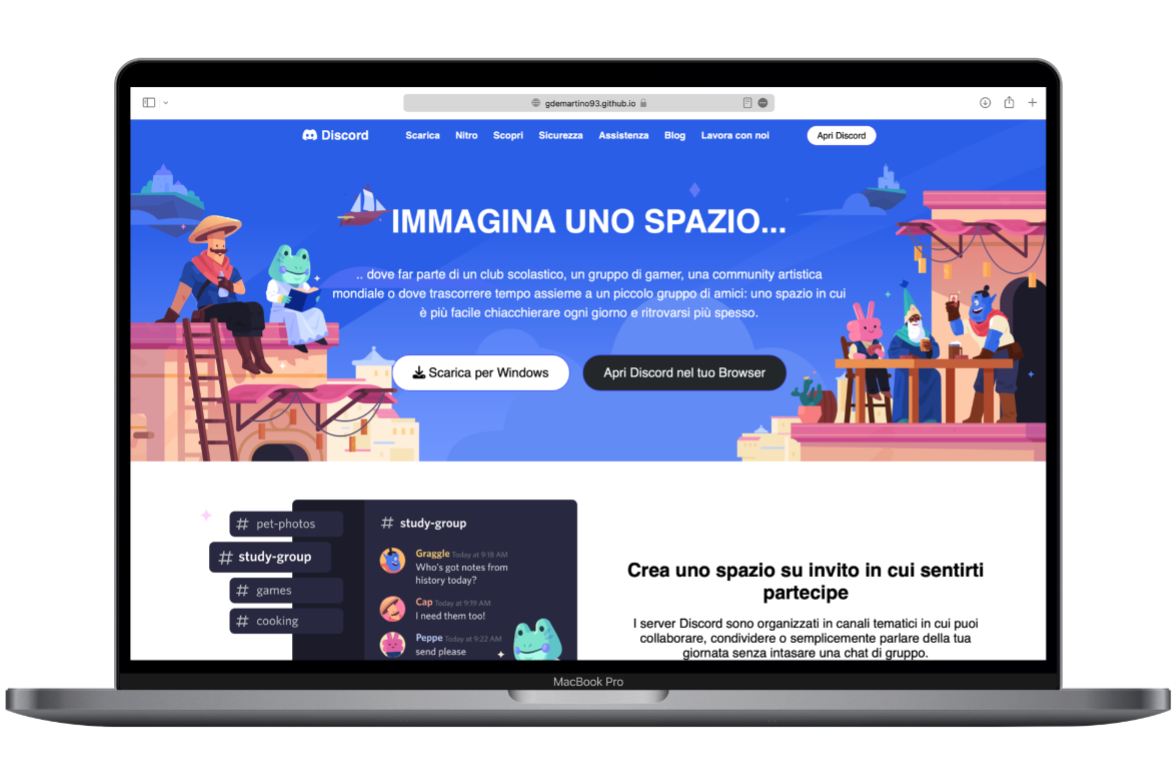 gdemartino93.github.io
Discord Scarica Nitro Scopri Sicurezza Assistenza Blog Lavora con noi Apri Discord
IMMAGINA UNO SPAZIO...
.. dove far parte di un club scolastico, un gruppo di gamer, una community artistica
mondiale o dove trascorrere tempo assieme a un piccolo gruppo di amici: uno spazio in cui
è più facile chiacchierare ogni giorno e ritrovarsi più spesso.
Scarica per Windows
Apri Discord nel tuo Browser
# pet-photos
# study-group
# games
# cooking
# study-group
Graggle Today at 9:18 AM
Who's got notes from
history today?
Cap Today at 9:19 AM
I need them too!
Peppe Today at 9:22 AM
send please
Crea uno spazio su invito in cui sentirti
partecipe
I server Discord sono organizzati in canali tematici in cui puoi
collaborare, condividere o semplicemente parlare della tua
giornata senza intasare una chat di gruppo.
MacBook Pro